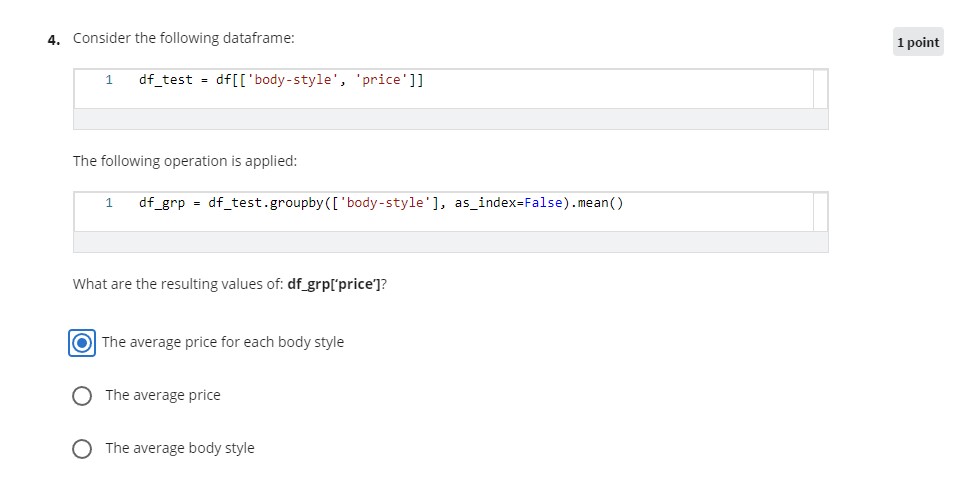 4. Consider the following dataframe:
1 point
1 df_test = df[['body-style', 'price']]
The following operation is applied:
1 df_grp = df_test.groupby(['body-style'], as_index=False).mean()
What are the resulting values of: df_grp['price']?
The average price for each body style
The average price
The average body style